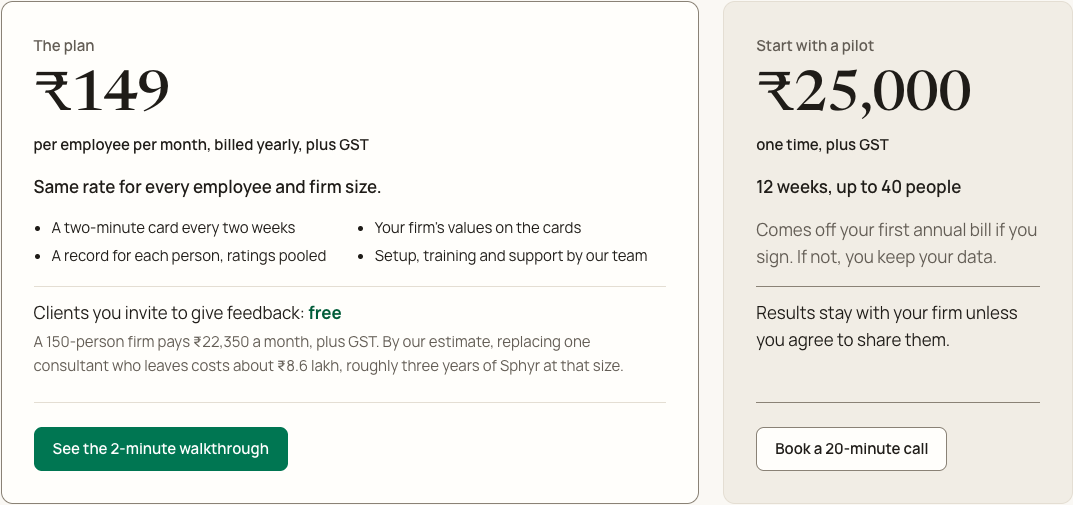 The plan
₹149
per employee per month, billed yearly, plus GST
Same rate for every employee and firm size.
A two-minute card every two weeks
A record for each person, ratings pooled
Your firm's values on the cards
Setup, training and support by our team
Clients you invite to give feedback: free
A 150-person firm pays ₹22,350 a month, plus GST. By our estimate, replacing one
consultant who leaves costs about ₹8.6 lakh, roughly three years of Sphyr at that size.
See the 2-minute walkthrough
Start with a pilot
₹25,000
one time, plus GST
12 weeks, up to 40 people
Comes off your first annual bill if you
sign. If not, you keep your data.
Results stay with your firm unless
you agree to share them.
Book a 20-minute call